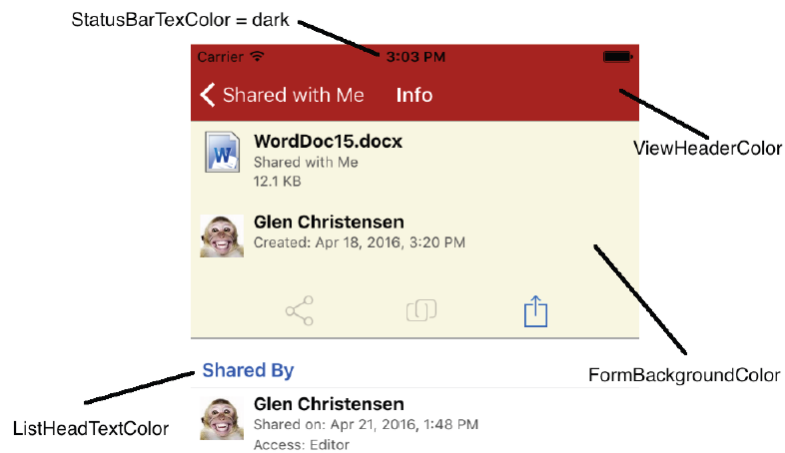 StatusBarTexColor = dark
Carrier 3:03 PM
Shared with Me Info
ViewHeaderColor
W
WordDoc15.docx
Shared with Me
12.1 KB
Glen Christensen
Created: Apr 18, 2016, 3:20 PM
FormBackgroundColor
Shared By
ListHeadTextColor
Glen Christensen
Shared on: Apr 21, 2016, 1:48 PM
Access: Editor